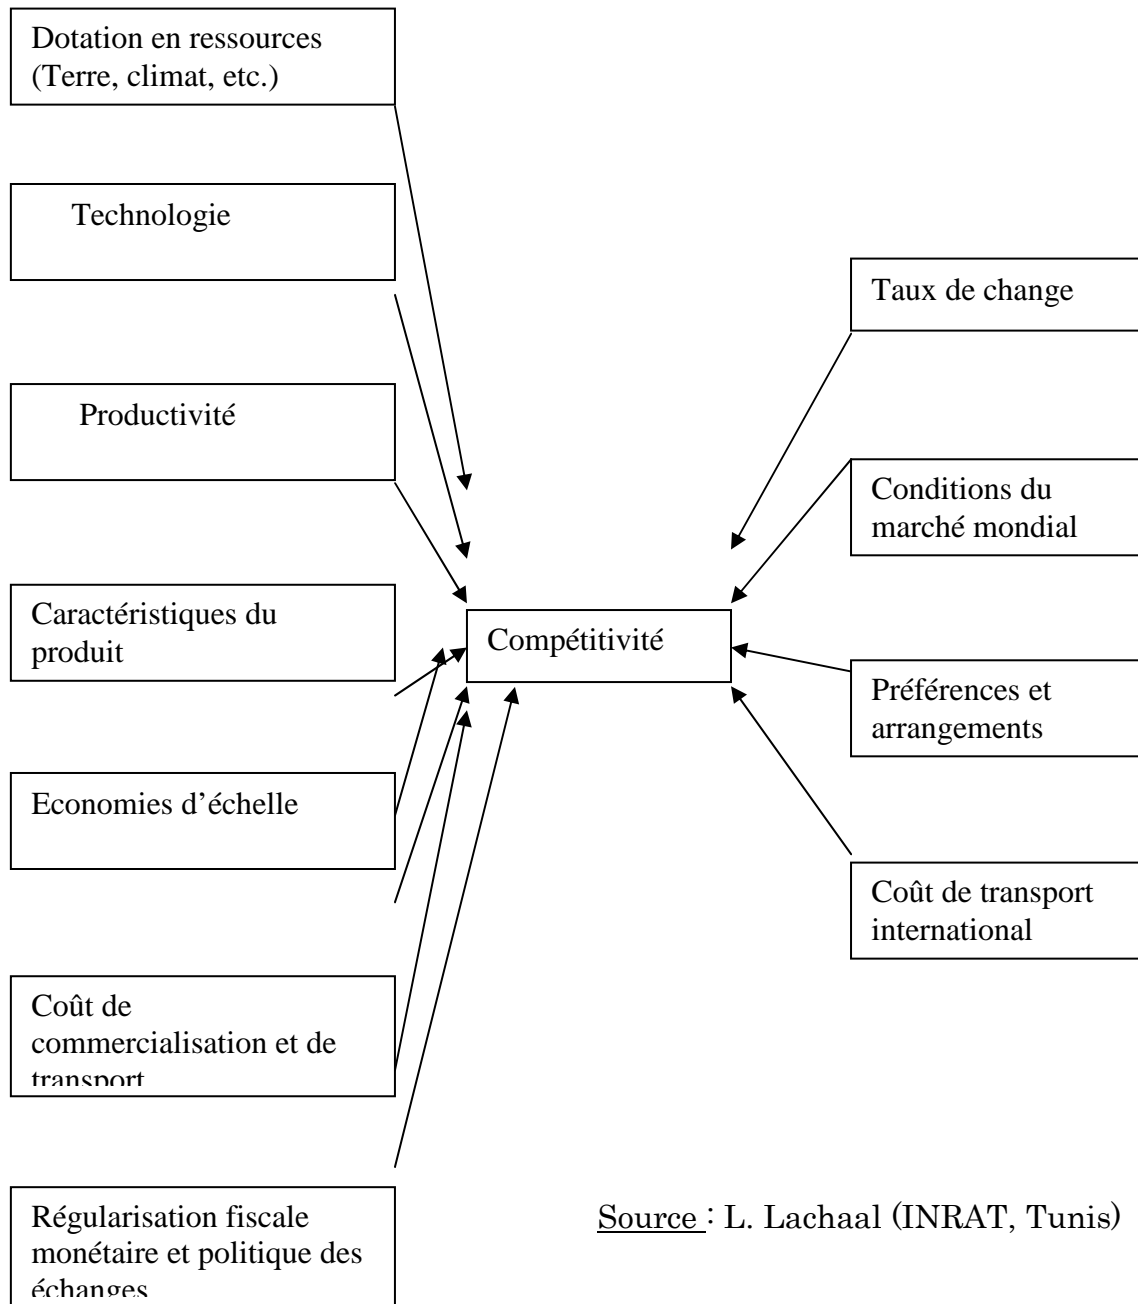 Dotation en ressources
(Terre, climat, etc.)
Technologie
Productivité
Caractéristiques du
produit
Economies d’échelle
Coût de
commercialisation et de
transport
Régularisation fiscale
monétaire et politique des
échanges
Compétitivité
Taux de change
Conditions du
marché mondial
Préférences et
arrangements
Coût de transport
international
Source : L. Lachaal (INRAT, Tunis)